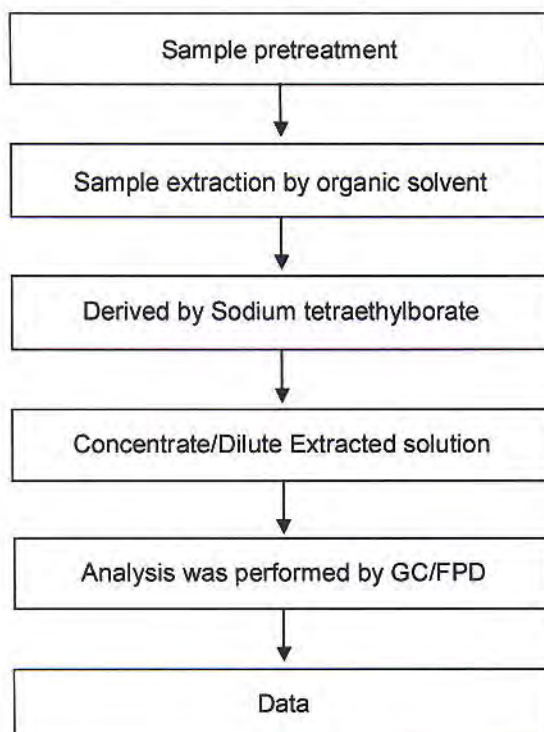 Sample pretreatment
Sample extraction by organic solvent
Derived by Sodium tetraethylborate
Concentrate/Dilute Extracted solution
Analysis was performed by GC/FPD
Data